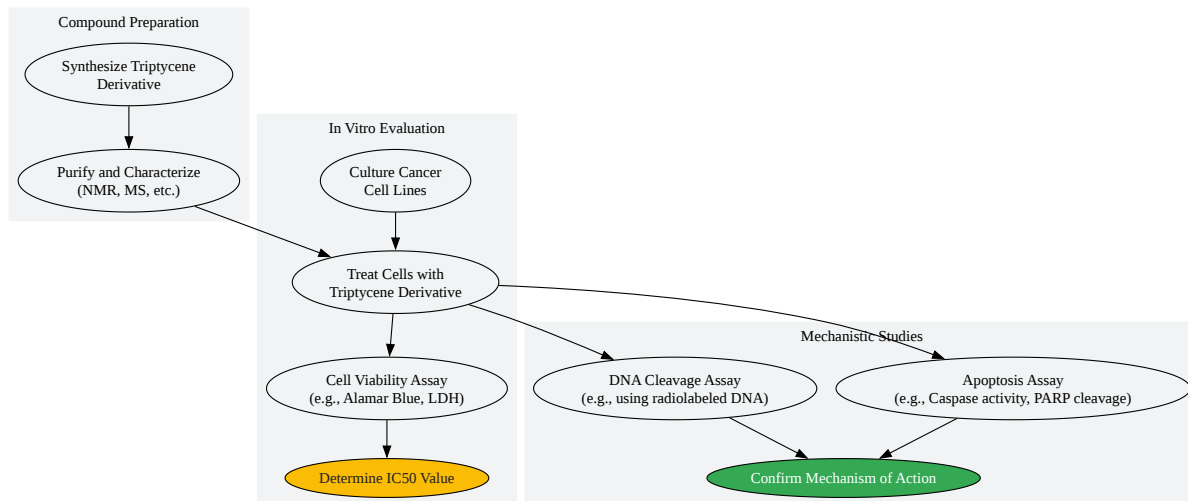 Compound Preparation
Synthesize Triptycene
Derivative
Purify and Characterize
(NMR, MS, etc.)
In Vitro Evaluation
Culture Cancer
Cell Lines
Treat Cells with
Triptycene Derivative
Cell Viability Assay
(e.g., Alamar Blue, LDH)
Determine IC50 Value
Mechanistic Studies
DNA Cleavage Assay
(e.g., using radiolabeled DNA)
Apoptosis Assay
(e.g., Caspase activity, PARP cleavage)
Confirm Mechanism of Action